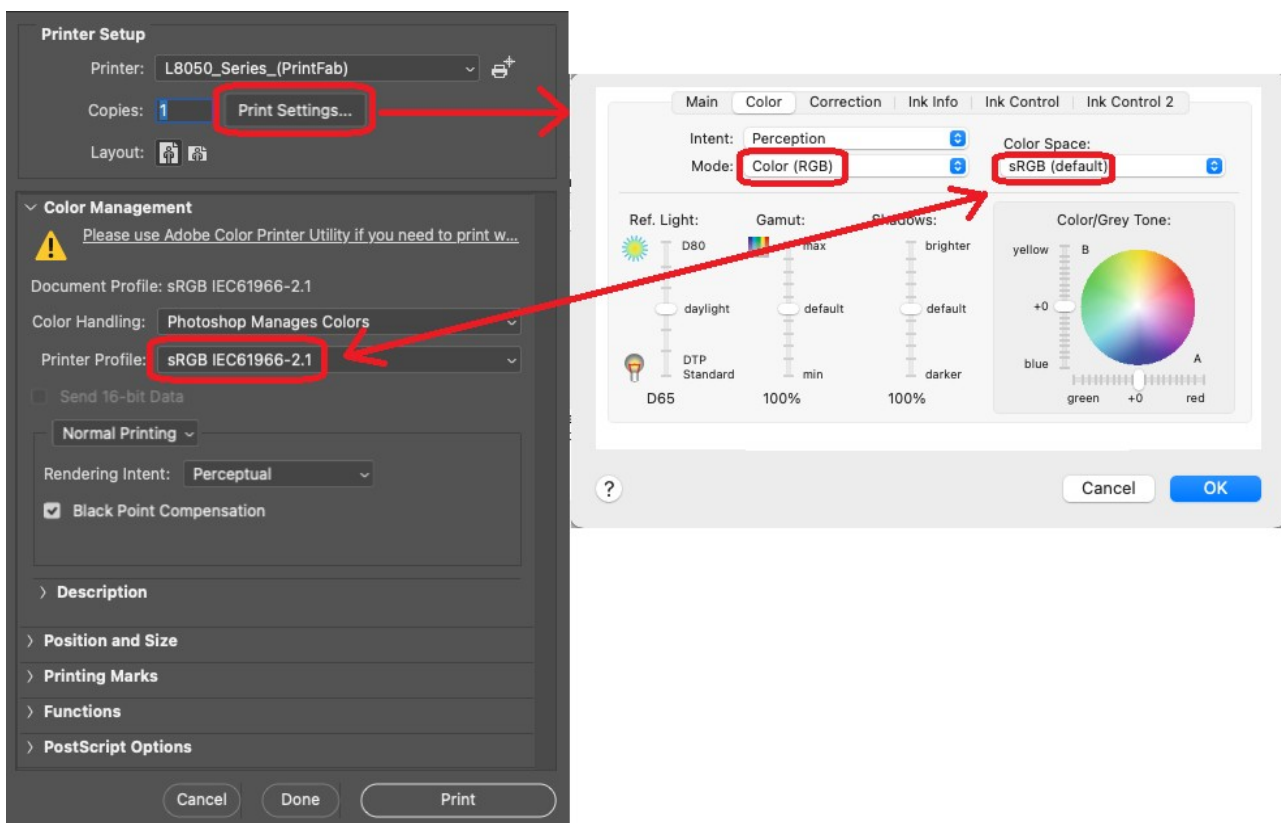 Printer Setup
Printer: L8050_Series_(PrintFab)
Copies: 1 Print Settings...
Layout:
Color Management
Please use Adobe Color Printer Utility if you need to print w...
Document Profile: sRGB IEC61966-2.1
Color Handling: Photoshop Manages Colors
Printer Profile: sRGB IEC61966-2.1
Send 16-bit Data
Normal Printing
Rendering Intent: Perceptual
Black Point Compensation
Description
Position and Size
Printing Marks
Functions
PostScript Options
Cancel Done Print
Main Color Correction Ink Info Ink Control Ink Control 2
Intent: Perception
Color Space:
Mode: Color (RGB) sRGB (default)
Ref. Light: Gamut: Shadows: Color/Grey Tone:
D80 max brighter yellow B
daylight default default +0
DTP
Standard min darker blue A
D65 100% 100% green +0 red
? Cancel OK